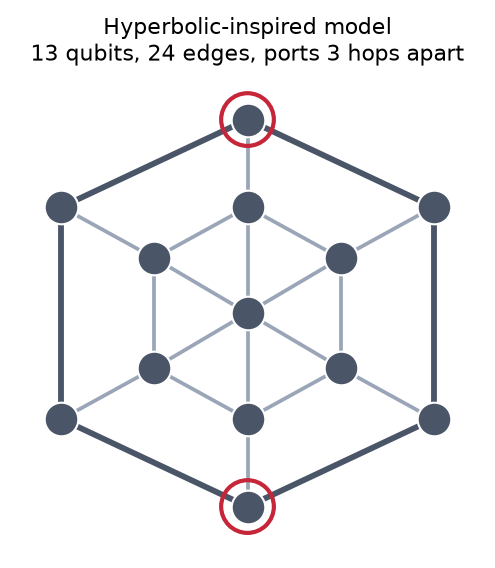 Hyperbolic-inspired model
13 qubits, 24 edges, ports 3 hops apart